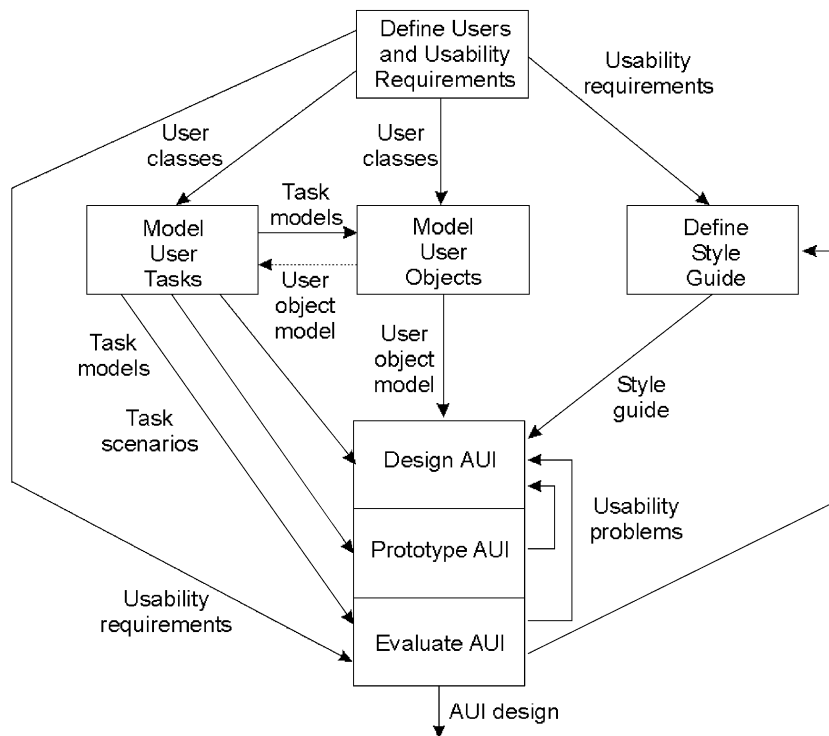 Define Users
and Usability
Requirements
Usability
requirements
User
classes
User
classes
Task
models
Model
User
Tasks
Model
User
Objects
Define
Style
Guide
User
object
model
Task
models
User
object
model
Style
guide
Task
scenarios
Design AUI
Usability
problems
Prototype AUI
Usability
requirements
Evaluate AUI
AUI design